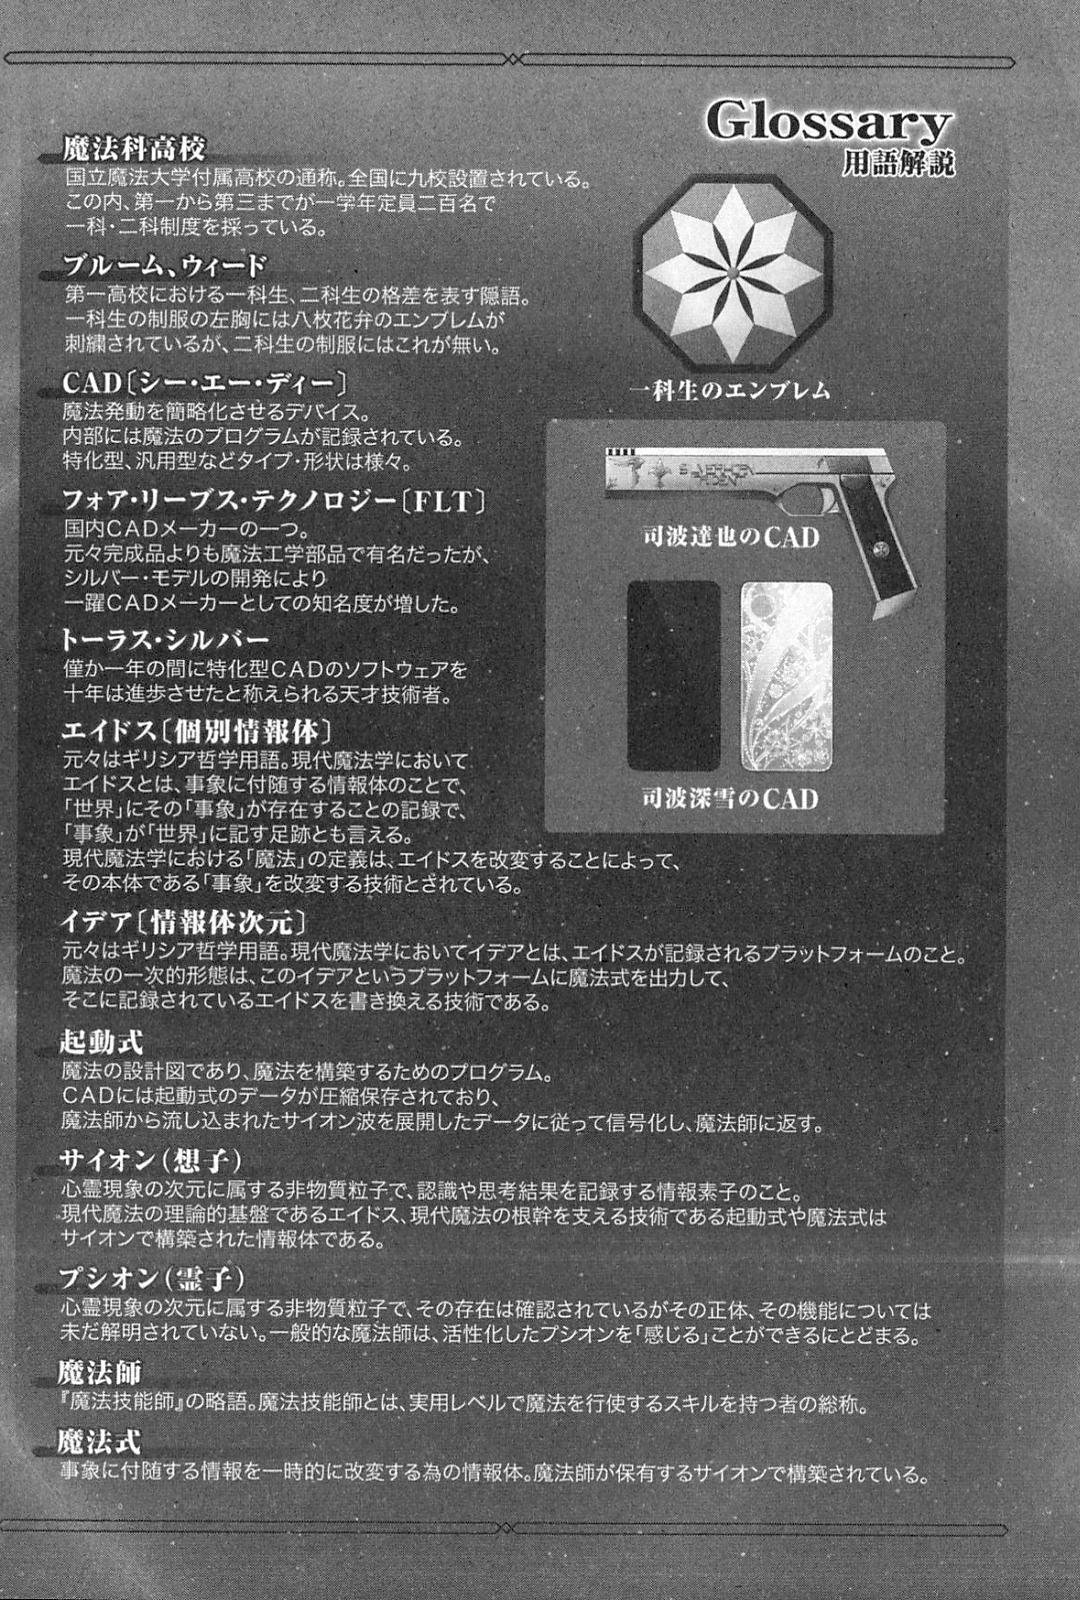 Glossary
用語解説
魔法科高校
国立魔法大学付属高校の通称。全国に九校設置されている。
この内、第一から第三までが一学年定員二百名で
一科・二科制度を採っている。
ブルーム、ウィード
第一高校における一科生、二科生の格差を表す隠語。
一科生の制服の左胸には八枚花弁のエンブレムが
刺繍されているが、二科生の制服にはこれが無い。
一科生のエンブレム
CAD〔シー・エー・ディー〕
魔法発動を簡略化させるデバイス。
内部には魔法のプログラムが記録されている。
特化型、汎用型などタイプ・形状は様々。
フォア・リーブス・テクノロジー〔FLT〕
国内CADメーカーの一つ。
元々完成品よりも魔法工学部品で有名だったが、
シルバー・モデルの開発により
一躍CADメーカーとしての知名度が増した。
司波達也のCAD
トーラス・シルバー
僅か一年の間に特化型CADのソフトウェアを
十年は進歩させたと称えられる天才技術者。
エイドス〔個別情報体〕
元々はギリシア哲学用語。現代魔法学において
エイドスとは、事象に付随する情報体のことで、
「世界」にその「事象」が存在することの記録で、
「事象」が「世界」に記す足跡とも言える。
現代魔法学における「魔法」の定義は、エイドスを改変することによって、
その本体である「事象」を改変する技術とされている。
司波深雪のCAD
イデア〔情報体次元〕
元々はギリシア哲学用語。現代魔法学においてイデアとは、エイドスが記録されるプラットフォームのこと。
魔法の一次的形態は、このイデアというプラットフォームに魔法式を出力して、
そこに記録されているエイドスを書き換える技術である。
起動式
魔法の設計図であり、魔法を構築するためのプログラム。
CADには起動式のデータが圧縮保存されており、
魔法師から流し込まれたサイオン波を展開したデータに従って信号化し、魔法師に返す。
サイオン(想子)
心霊現象の次元に属する非物質粒子で、認識や思考結果を記録する情報素子のこと。
現代魔法の理論的基盤であるエイドス、現代魔法の根幹を支える技術である起動式や魔法式は
サイオンで構築された情報体である。
プシオン(霊子)
心霊現象の次元に属する非物質粒子で、その存在は確認されているがその正体、その機能については
未だ解明されていない。一般的な魔法師は、活性化したプシオンを「感じる」ことができるにとどまる。
魔法師
『魔法技能師』の略語。魔法技能師とは、実用レベルで魔法を行使するスキルを持つ者の総称。
魔法式
事象に付随する情報を一時的に改変する為の情報体。魔法師が保有するサイオンで構築されている。